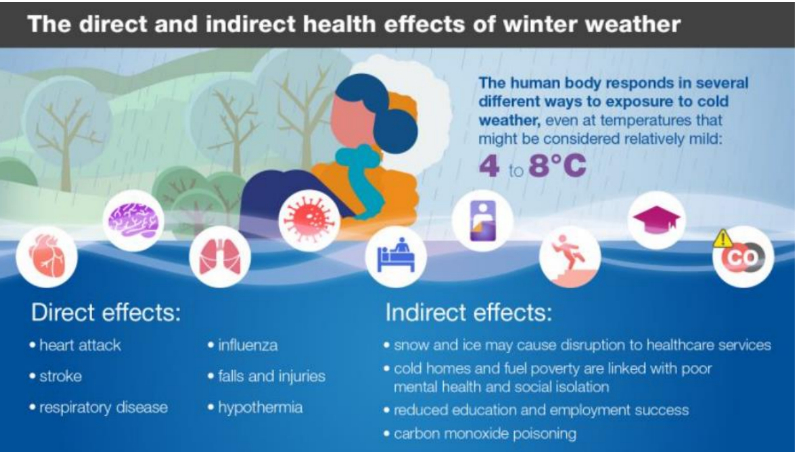 The direct and indirect health effects of winter weather
The human body responds in several
different ways to exposure to cold
weather, even at temperatures that
might be considered relatively mild:
4 to 8°C
CO
Direct effects:
• heart attack
• stroke
• respiratory disease
• influenza
• falls and injuries
• hypothermia
Indirect effects:
• snow and ice may cause disruption to healthcare services
• cold homes and fuel poverty are linked with poor
mental health and social isolation
• reduced education and employment success
• carbon monoxide poisoning